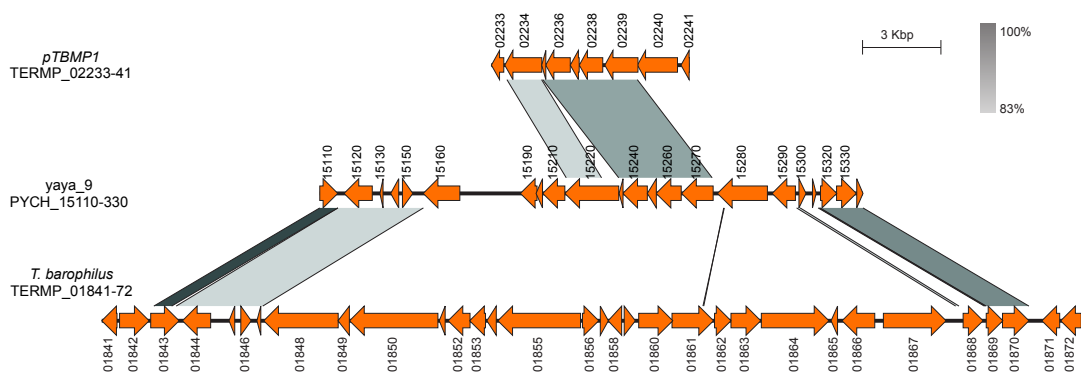 02233 02234 02236 02238 02239 02240 02241
pTBMP1
TERMP_02233-41
3 Kbp
100%
83%
15110 15120 15130 15150 15160 15190 15210 15220 15240 15260 15270 15280 15290 15300 15320 15330
yaya_9
PYCH_15110-330
T. barophilus
TERMP_01841-72
01841 01842 01843 01844 01846 01848 01849 01850 01852 01853 01855 01856 01858 01860 01861 01862 01863 01864 01865 01866 01867 01868 01869 01870 01871 01872